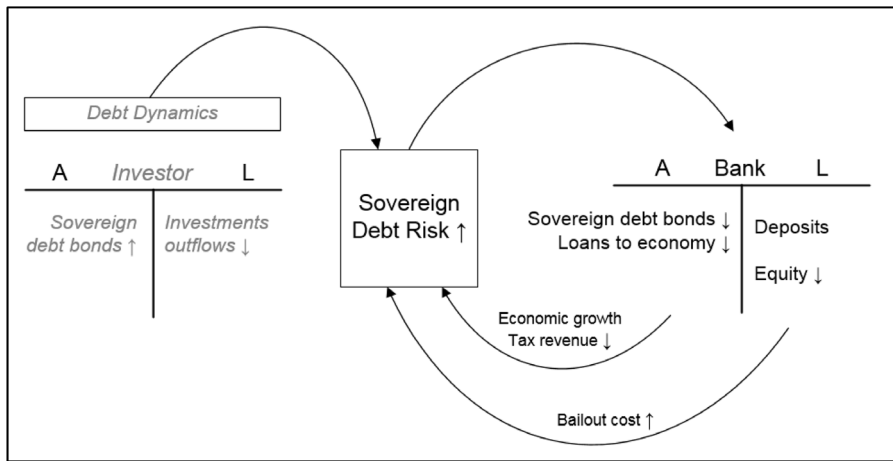 Debt Dynamics
A Investor L
Sovereign
debt bonds ↑
Investments
outflows ↓
Sovereign
Debt Risk ↑
A Bank L
Sovereign debt bonds ↓
Loans to economy ↓
Deposits
Equity ↓
Economic growth
Tax revenue ↓
Bailout cost ↑